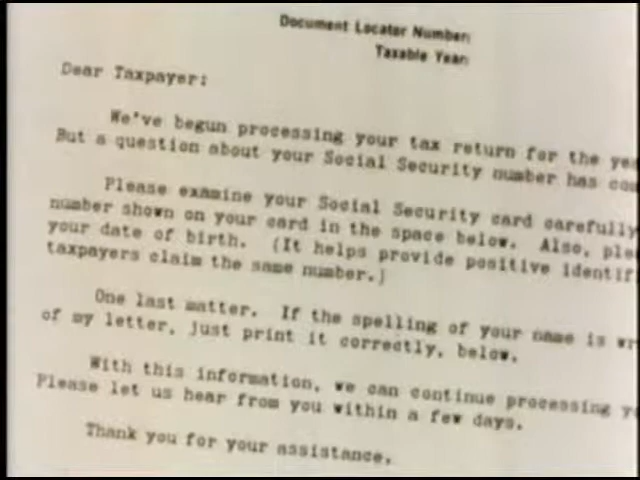 Document Locator Number:
Taxable Year:
Dear Taxpayer:
We've begun processing your tax return for the
But a question about your Social Security number has
Please examine your Social Security card carefully
number shown on your card in the space below. Also,
your date of birth. (It helps provide positive
taxpayers claim the same number.)
One last matter. If the spelling of your name is
of my letter, just print it correctly, below.
With this information, we can continue processing
Please let us hear from you within a few days.
Thank you for your assistance.